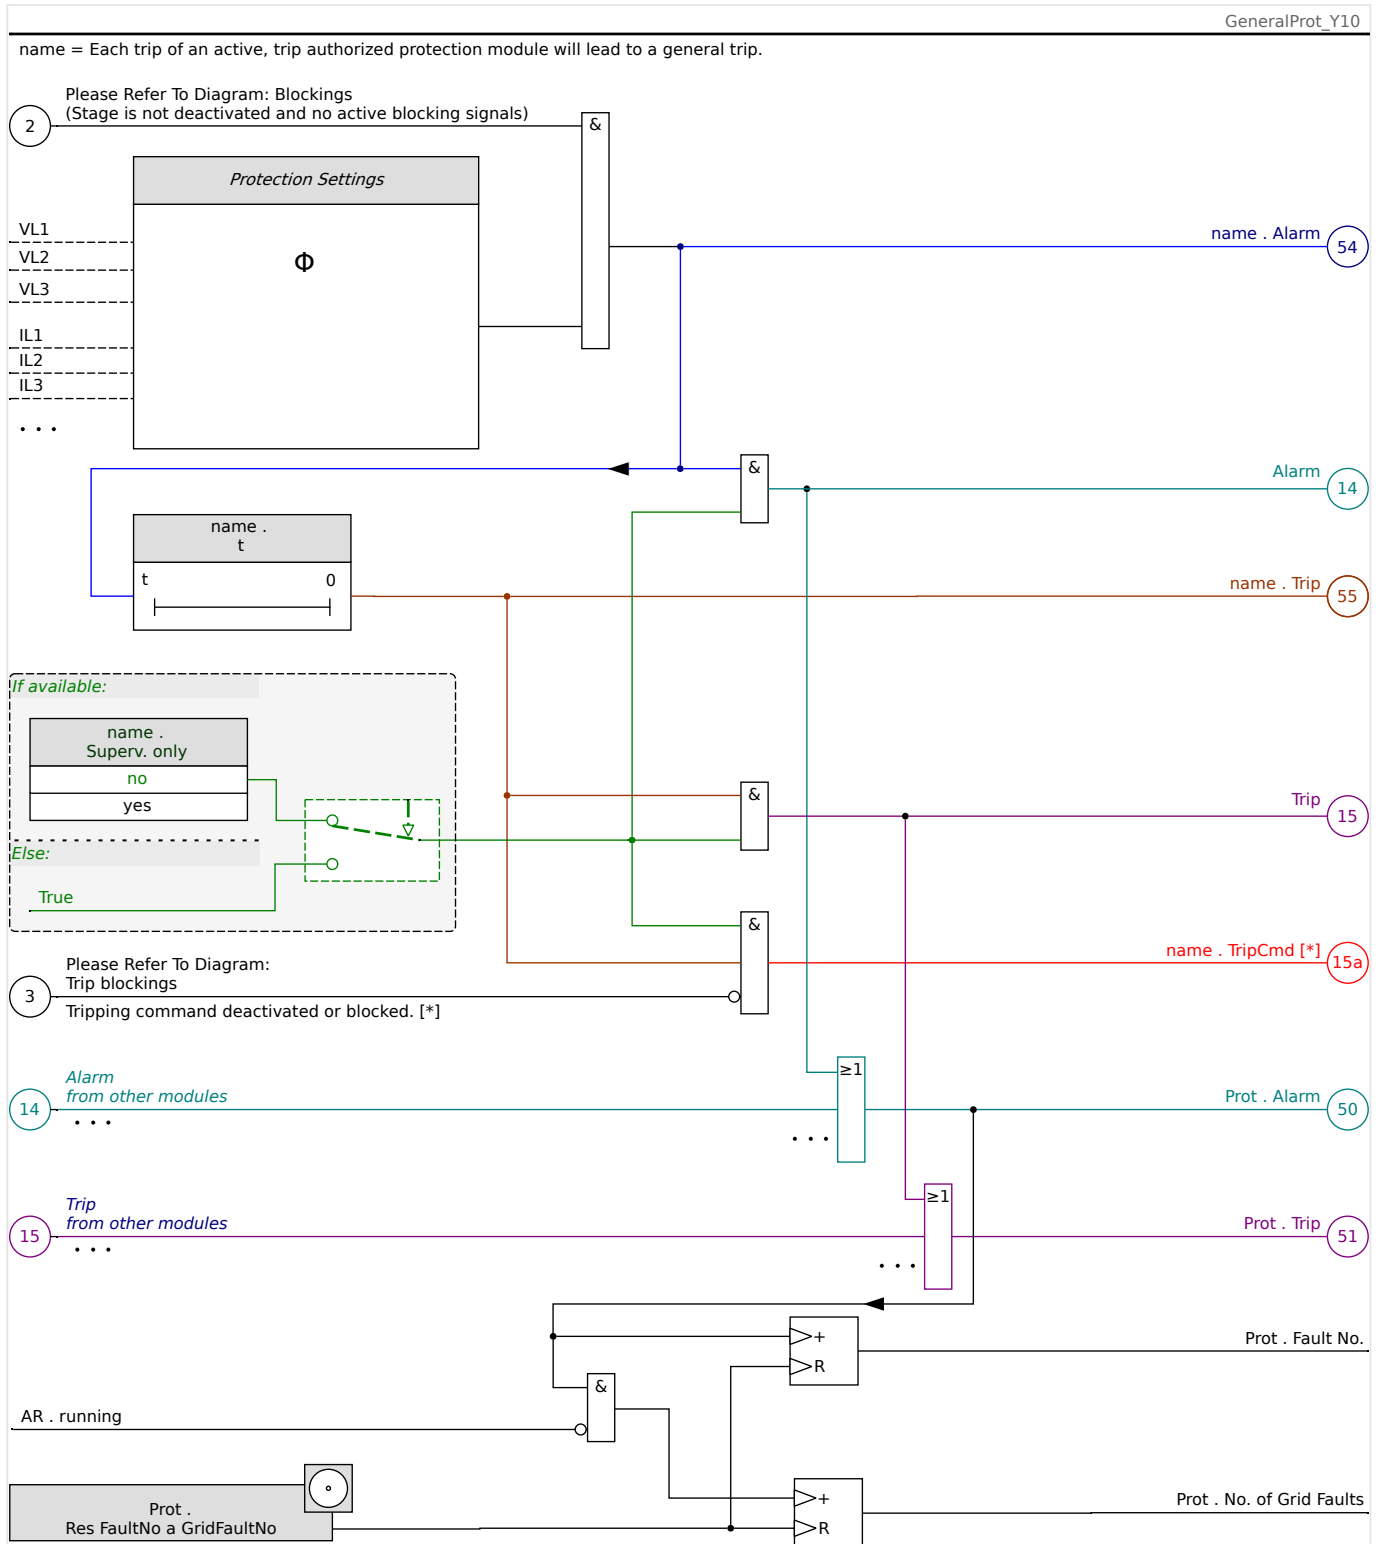 GeneralProt_Y10
name = Each trip of an active, trip authorized protection module will lead to a general trip.
Please Refer To Diagram: Blockings
(Stage is not deactivated and no active blocking signals)
2
&
Protection Settings
Φ
VL1
VL2
VL3
IL1
IL2
IL3
. . .
name . Alarm
54
&
Alarm
14
name .
t
t
0
name . Trip
55
If available:
name .
Superv. only
no
yes
Else:
True
&
Trip
15
&
name . TripCmd [*]
15a
Please Refer To Diagram:
Trip blockings
3
Tripping command deactivated or blocked. [*]
≥1
Alarm
from other modules
14
. . .
. . .
Prot . Alarm
50
≥1
Trip
from other modules
15
. . .
. . .
Prot . Trip
51
+
R
Prot . Fault No.
&
AR . running
Prot .
Res FaultNo a GridFaultNo
+
R
Prot . No. of Grid Faults